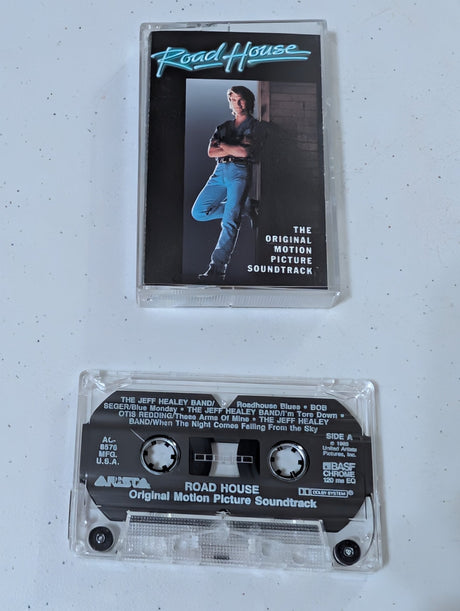 Road House
THE
ORIGINAL
MOTION
PICTURE
SOUNDTRACK
THE JEFF HEALEY BAND/ Roadhouse Blues • BOB
SEGER/Blue Monday • THE JEFF HEALEY BAND/I'm Tore Down •
OTIS REDDING/These Arms Of Mine • THE JEFF HEALEY
BAND/When The Night Comes Falling From the Sky
AC-
8576
MFG.
U.S.A.
SIDE A
United Artists
Pictures, Inc.
ARISTA
BASF
CHROME
120 ms EQ
DOLBY SYSTEM
ROAD HOUSE
Original Motion Picture Soundtrack